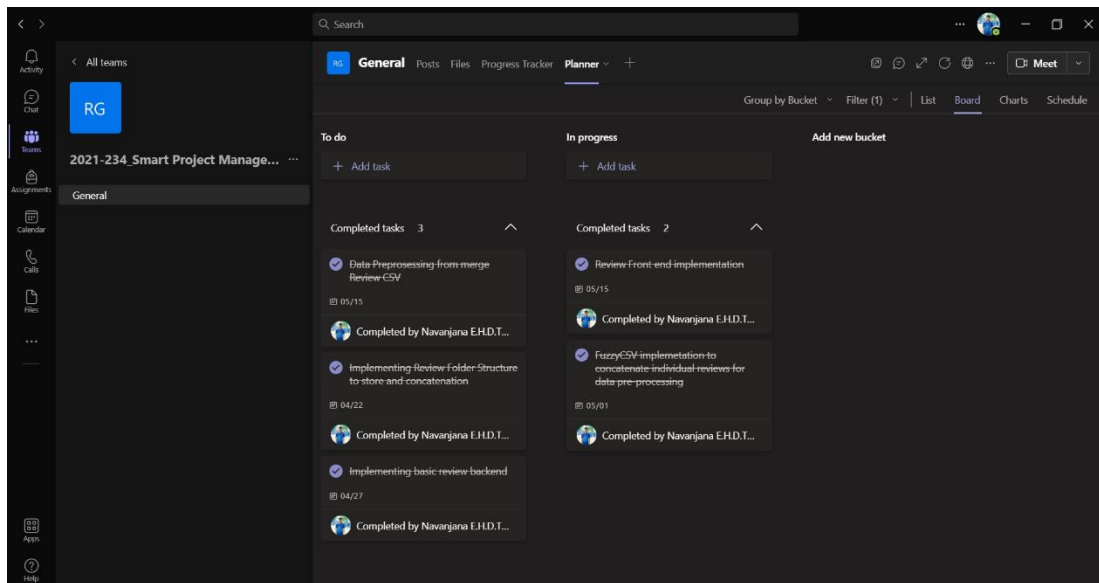 Search
Activity
Chat
Teams
Assignments
Calendar
Calls
Files
Apps
Help
All teams
RG
2021-234_Smart Project Manage...
General
RG General Posts Files Progress Tracker Planner
Meet
Group by Bucket Filter (1) List Board Charts Schedule
To do
Add task
Completed tasks 3
Data Preprosessing from merge
Review CSV
05/15
Completed by Navanjana E.H.D.T...
Implementing Review Folder Structure
to store and concatenation
04/22
Completed by Navanjana E.H.D.T...
Implementing basic review backend
04/27
Completed by Navanjana E.H.D.T...
In progress
Add task
Completed tasks 2
Review Front end implementation
05/15
Completed by Navanjana E.H.D.T...
FuzzyCSV implemetation to
concatenate individual reviews for
data pre-processing
05/01
Completed by Navanjana E.H.D.T...
Add new bucket